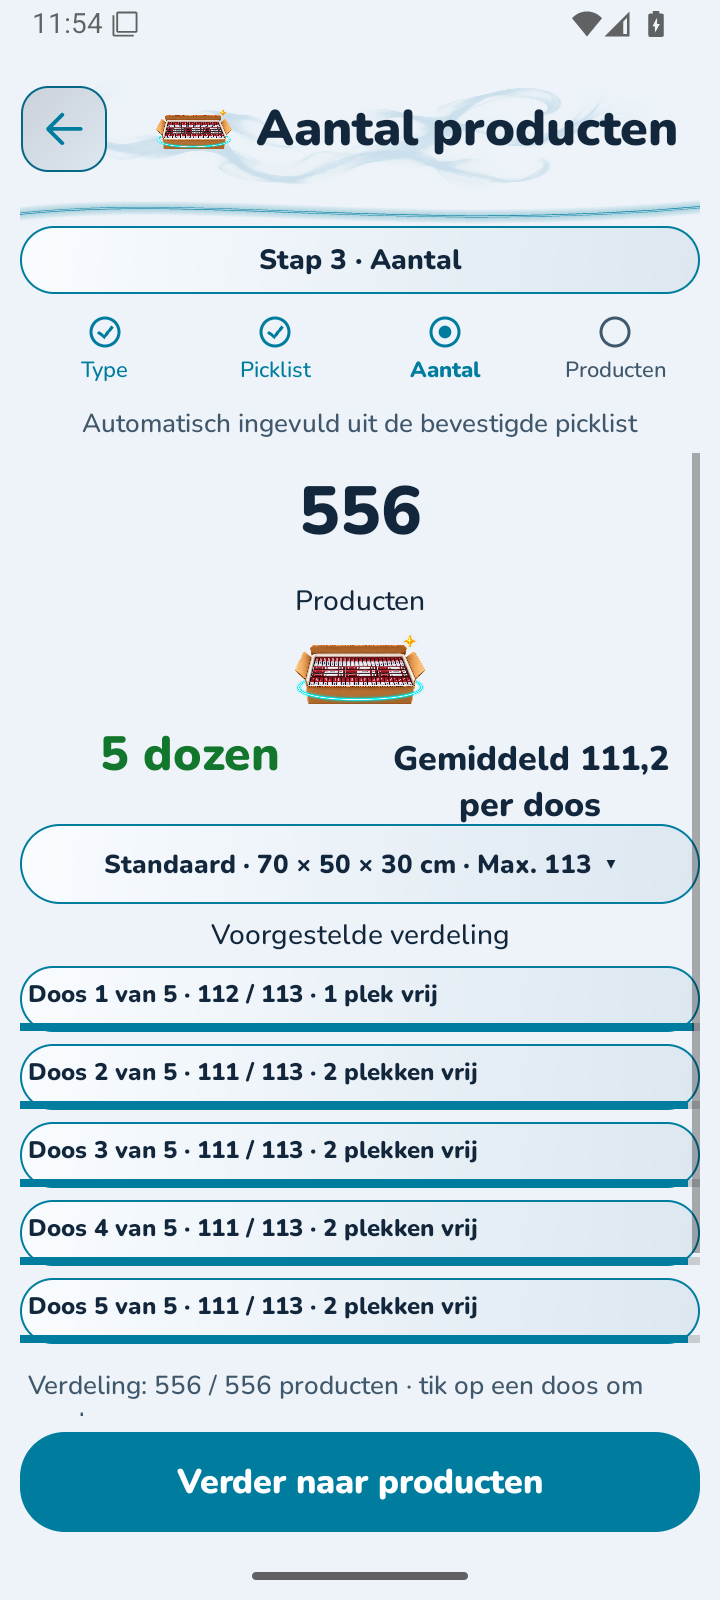 11:54
Aantal producten
Stap 3 · Aantal
Type
Picklist
Aantal
Producten
Automatisch ingevuld uit de bevestigde picklist
556
Producten
5 dozen
Gemiddeld 111,2
per doos
Standaard · 70 × 50 × 30 cm · Max. 113 ▼
Voorgestelde verdeling
Doos 1 van 5 · 112 / 113 · 1 plek vrij
Doos 2 van 5 · 111 / 113 · 2 plekken vrij
Doos 3 van 5 · 111 / 113 · 2 plekken vrij
Doos 4 van 5 · 111 / 113 · 2 plekken vrij
Doos 5 van 5 · 111 / 113 · 2 plekken vrij
Verdeling: 556 / 556 producten · tik op een doos om
Verder naar producten